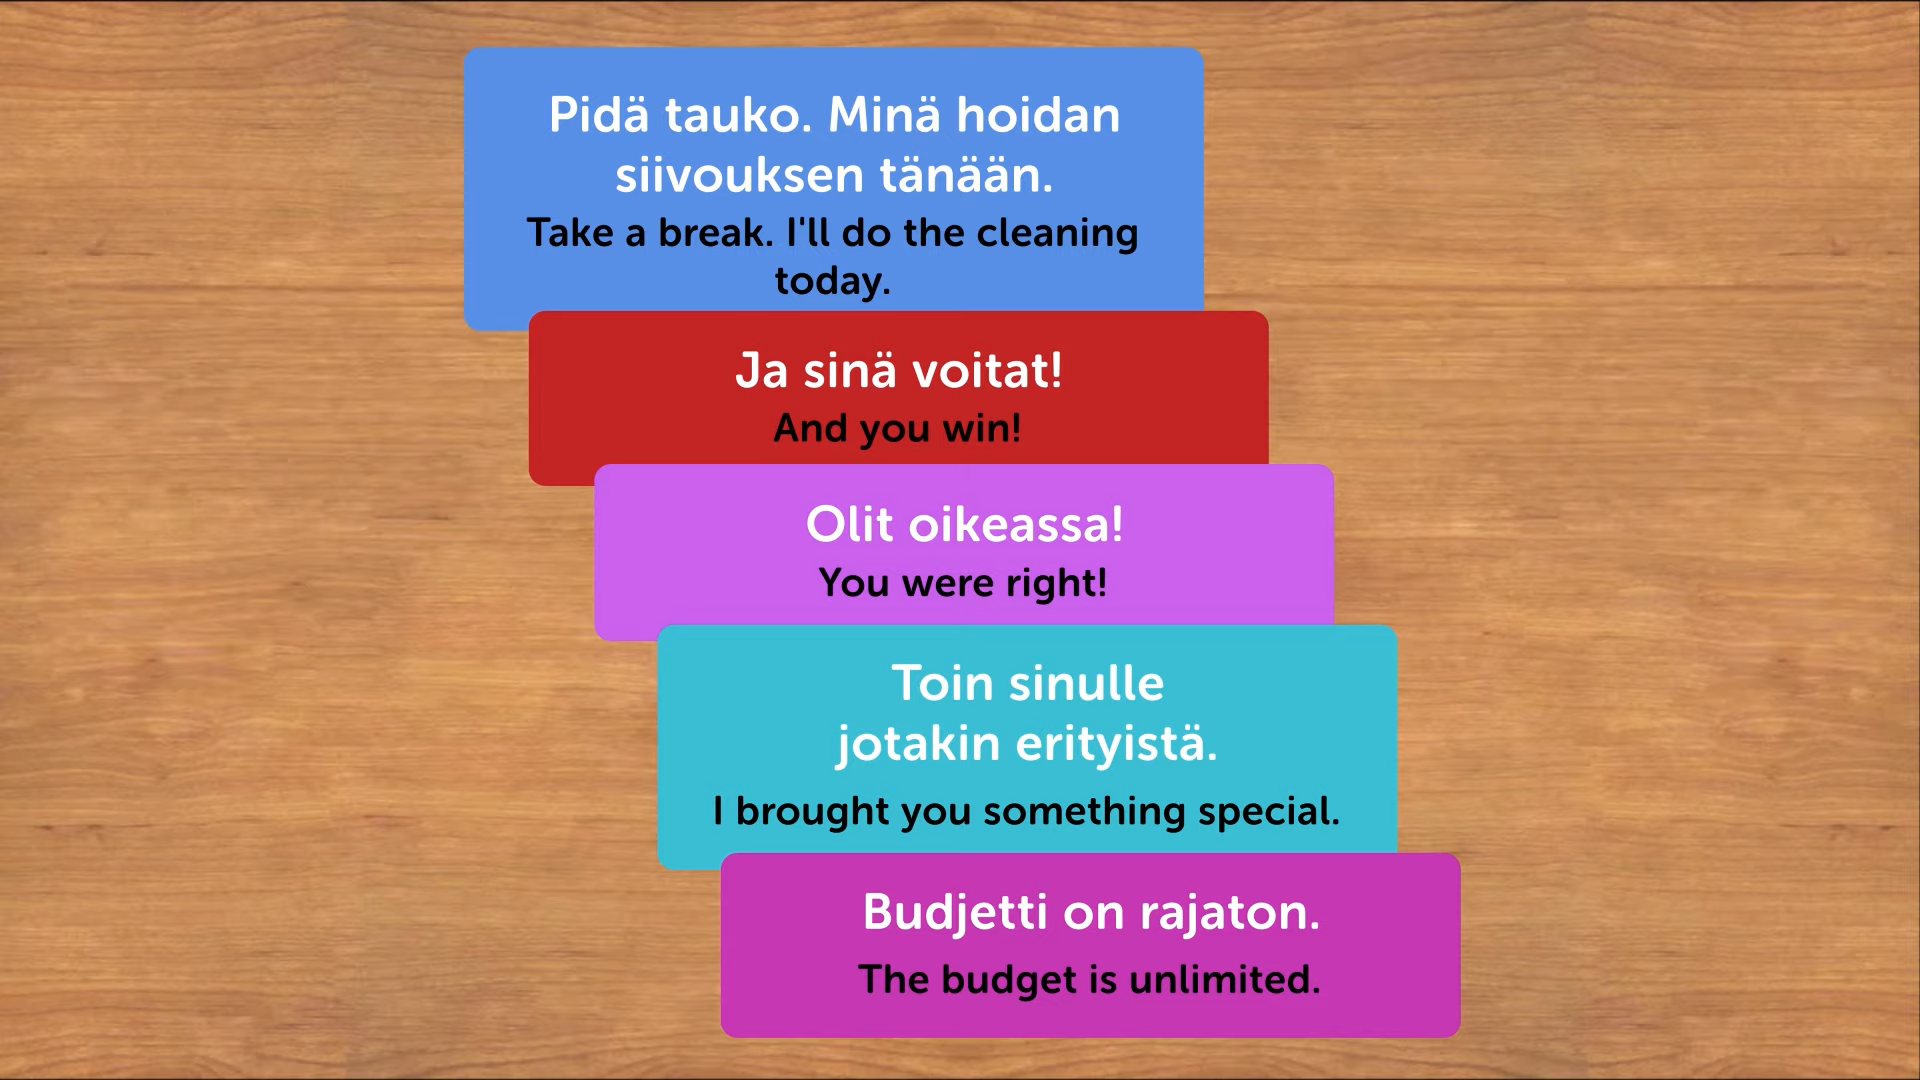 Pidä tauko. Minä hoidan
siivouksen tänään.
Take a break. I'll do the cleaning
today.
Ja sinä voitat!
And you win!
Olit oikeassa!
You were right!
Toin sinulle
jotakin erityistä.
I brought you something special.
Budjetti on rajaton.
The budget is unlimited.